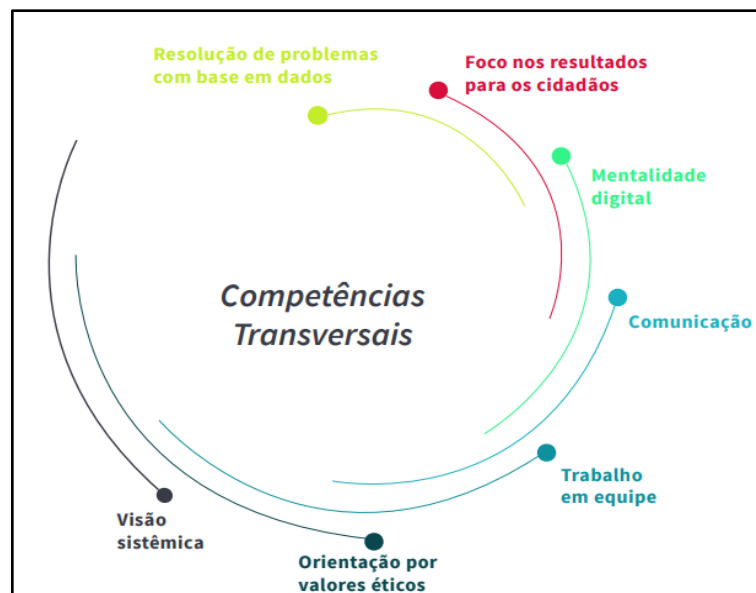 Resolução de problemas
com base em dados
Foco nos resultados
para os cidadãos
Mentalidade
digital
Competências
Transversais
Comunicação
Trabalho
em equipe
Visão
sistêmica
Orientação por
valores éticos